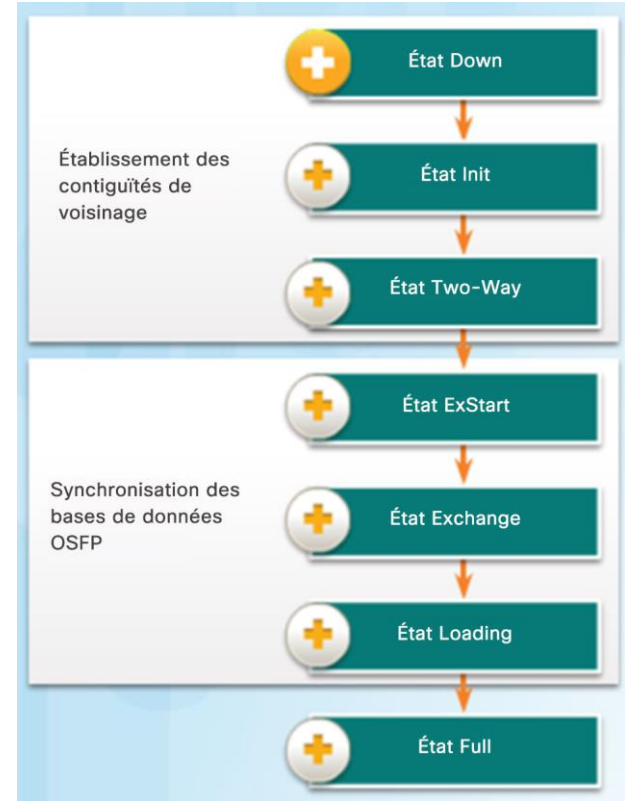 État Down
Établissement des
contiguïtés de
voisinage
État Init
État Two-Way
État ExStart
Synchronisation des
bases de données
OSFP
État Exchange
État Loading
État Full